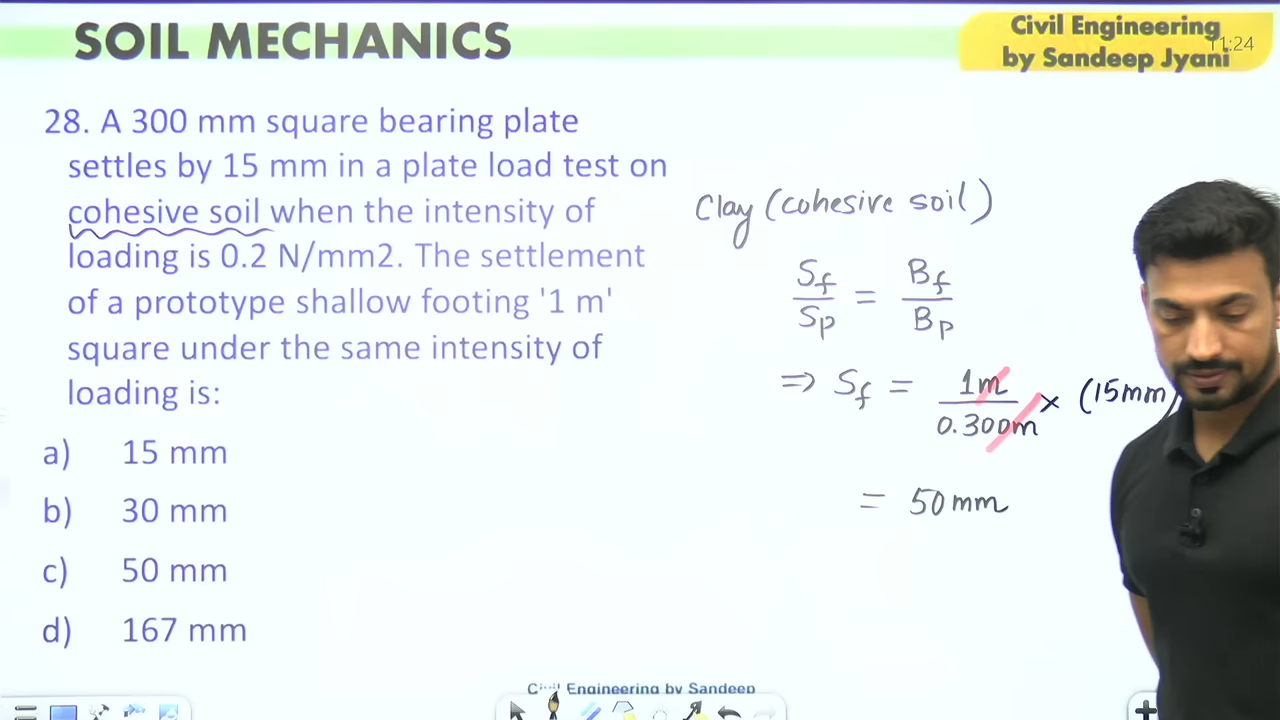 SOIL MECHANICS
Civil Engineering
by Sandeep Jyani
11:24
28. A 300 mm square bearing plate
settles by 15 mm in a plate load test on
cohesive soil when the intensity of
loading is 0.2 N/mm2. The settlement
of a prototype shallow footing '1 m'
square under the same intensity of
loading is:
a) 15 mm
b) 30 mm
c) 50 mm
d) 167 mm
Clay (cohesive soil)
Sf/Sp = Bf/Bp
⇒ Sf = 1m/0.300m × (15mm
= 50mm
Civil Engineering by Sandeep